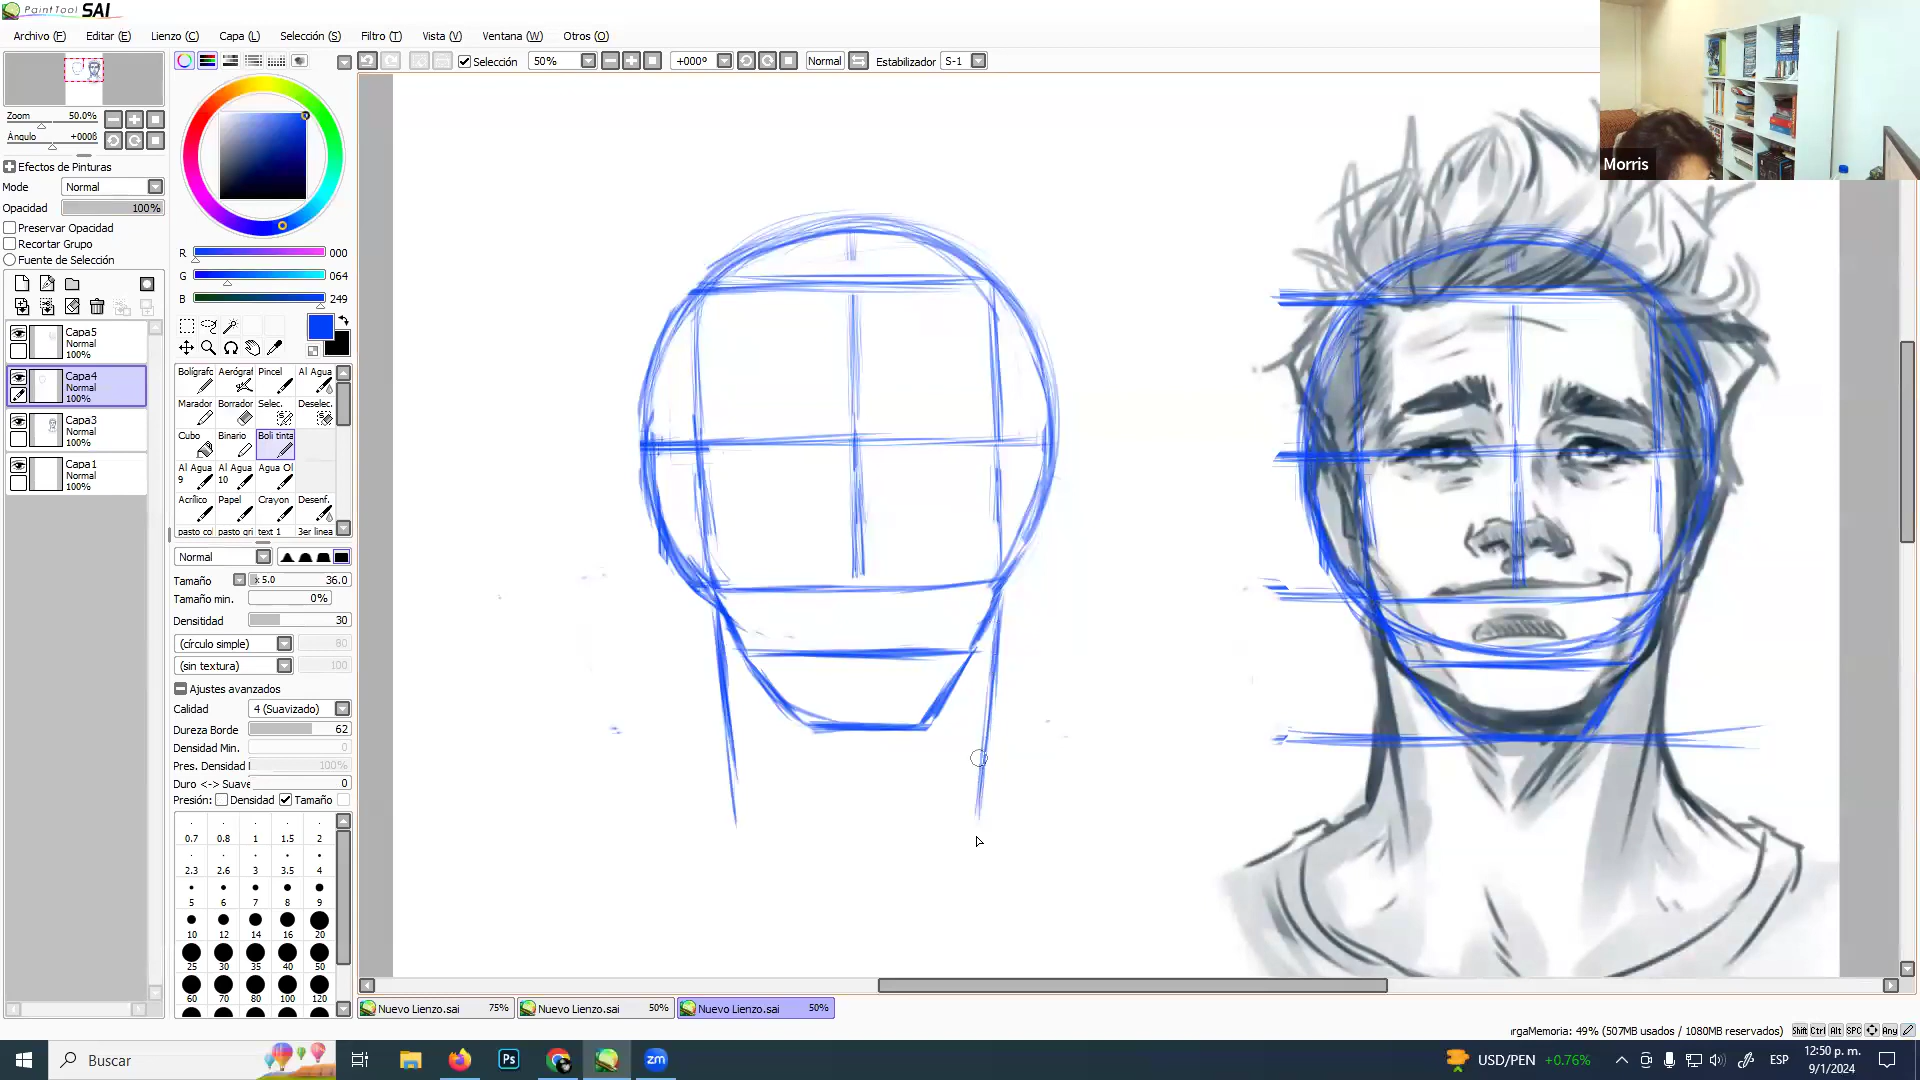 PaintTool SAI
Archivo (F) Editar (E) Lienzo (C) Capa (L) Selección (S) Filtro (T) Vista (V) Ventana (W) Otros (O)
Selección 50% +000º Normal Estabilizador S-1
Zoom 50.0%
Ángulo +000ß
Efectos de Pinturas
Mode Normal
Opacidad 100%
Preservar Opacidad
Recortar Grupo
Fuente de Selección
Capa5
Normal
100%
Capa4
Normal
100%
Capa3
Normal
100%
Capa1
Normal
100%
R 000
G 064
B 249
Bolígrafo Aerógraf Pincel Al Agua
Marador Borrador Selec. Deselec.
Cubo Binario Boli tinta
Al Agua 9 Al Agua 10 Agua Ol
Acrílico Papel Crayon Desenf.
pasto co pasto gri text 1 3er linea
Normal
Tamaño x 5.0 36.0
Tamaño min. 0%
Densitidad 30
(círculo simple) 80
(sin textura) 100
Ajustes avanzados
Calidad 4 (Suavizado)
Dureza Borde 62
Densidad Min. 0
Pres. Densidad 100%
Duro <-> Suave 0
Presión: Densidad Tamaño
0.7 0.8 1 1.5 2
2.3 2.6 3 3.5 4
5 6 7 8 9
10 12 14 16 20
25 30 35 40 50
60 70 80 100 120
Morris
Nuevo Lienzo.sai 75% Nuevo Lienzo.sai 50% Nuevo Lienzo.sai 50%
ırgaMemoria: 49% (507MB usados / 1080MB reservados) Shift Ctrl Alt SPC Any
Buscar
Ps
zm
USD/PEN +0.76%
ESP
12:50 p. m.
9/1/2024